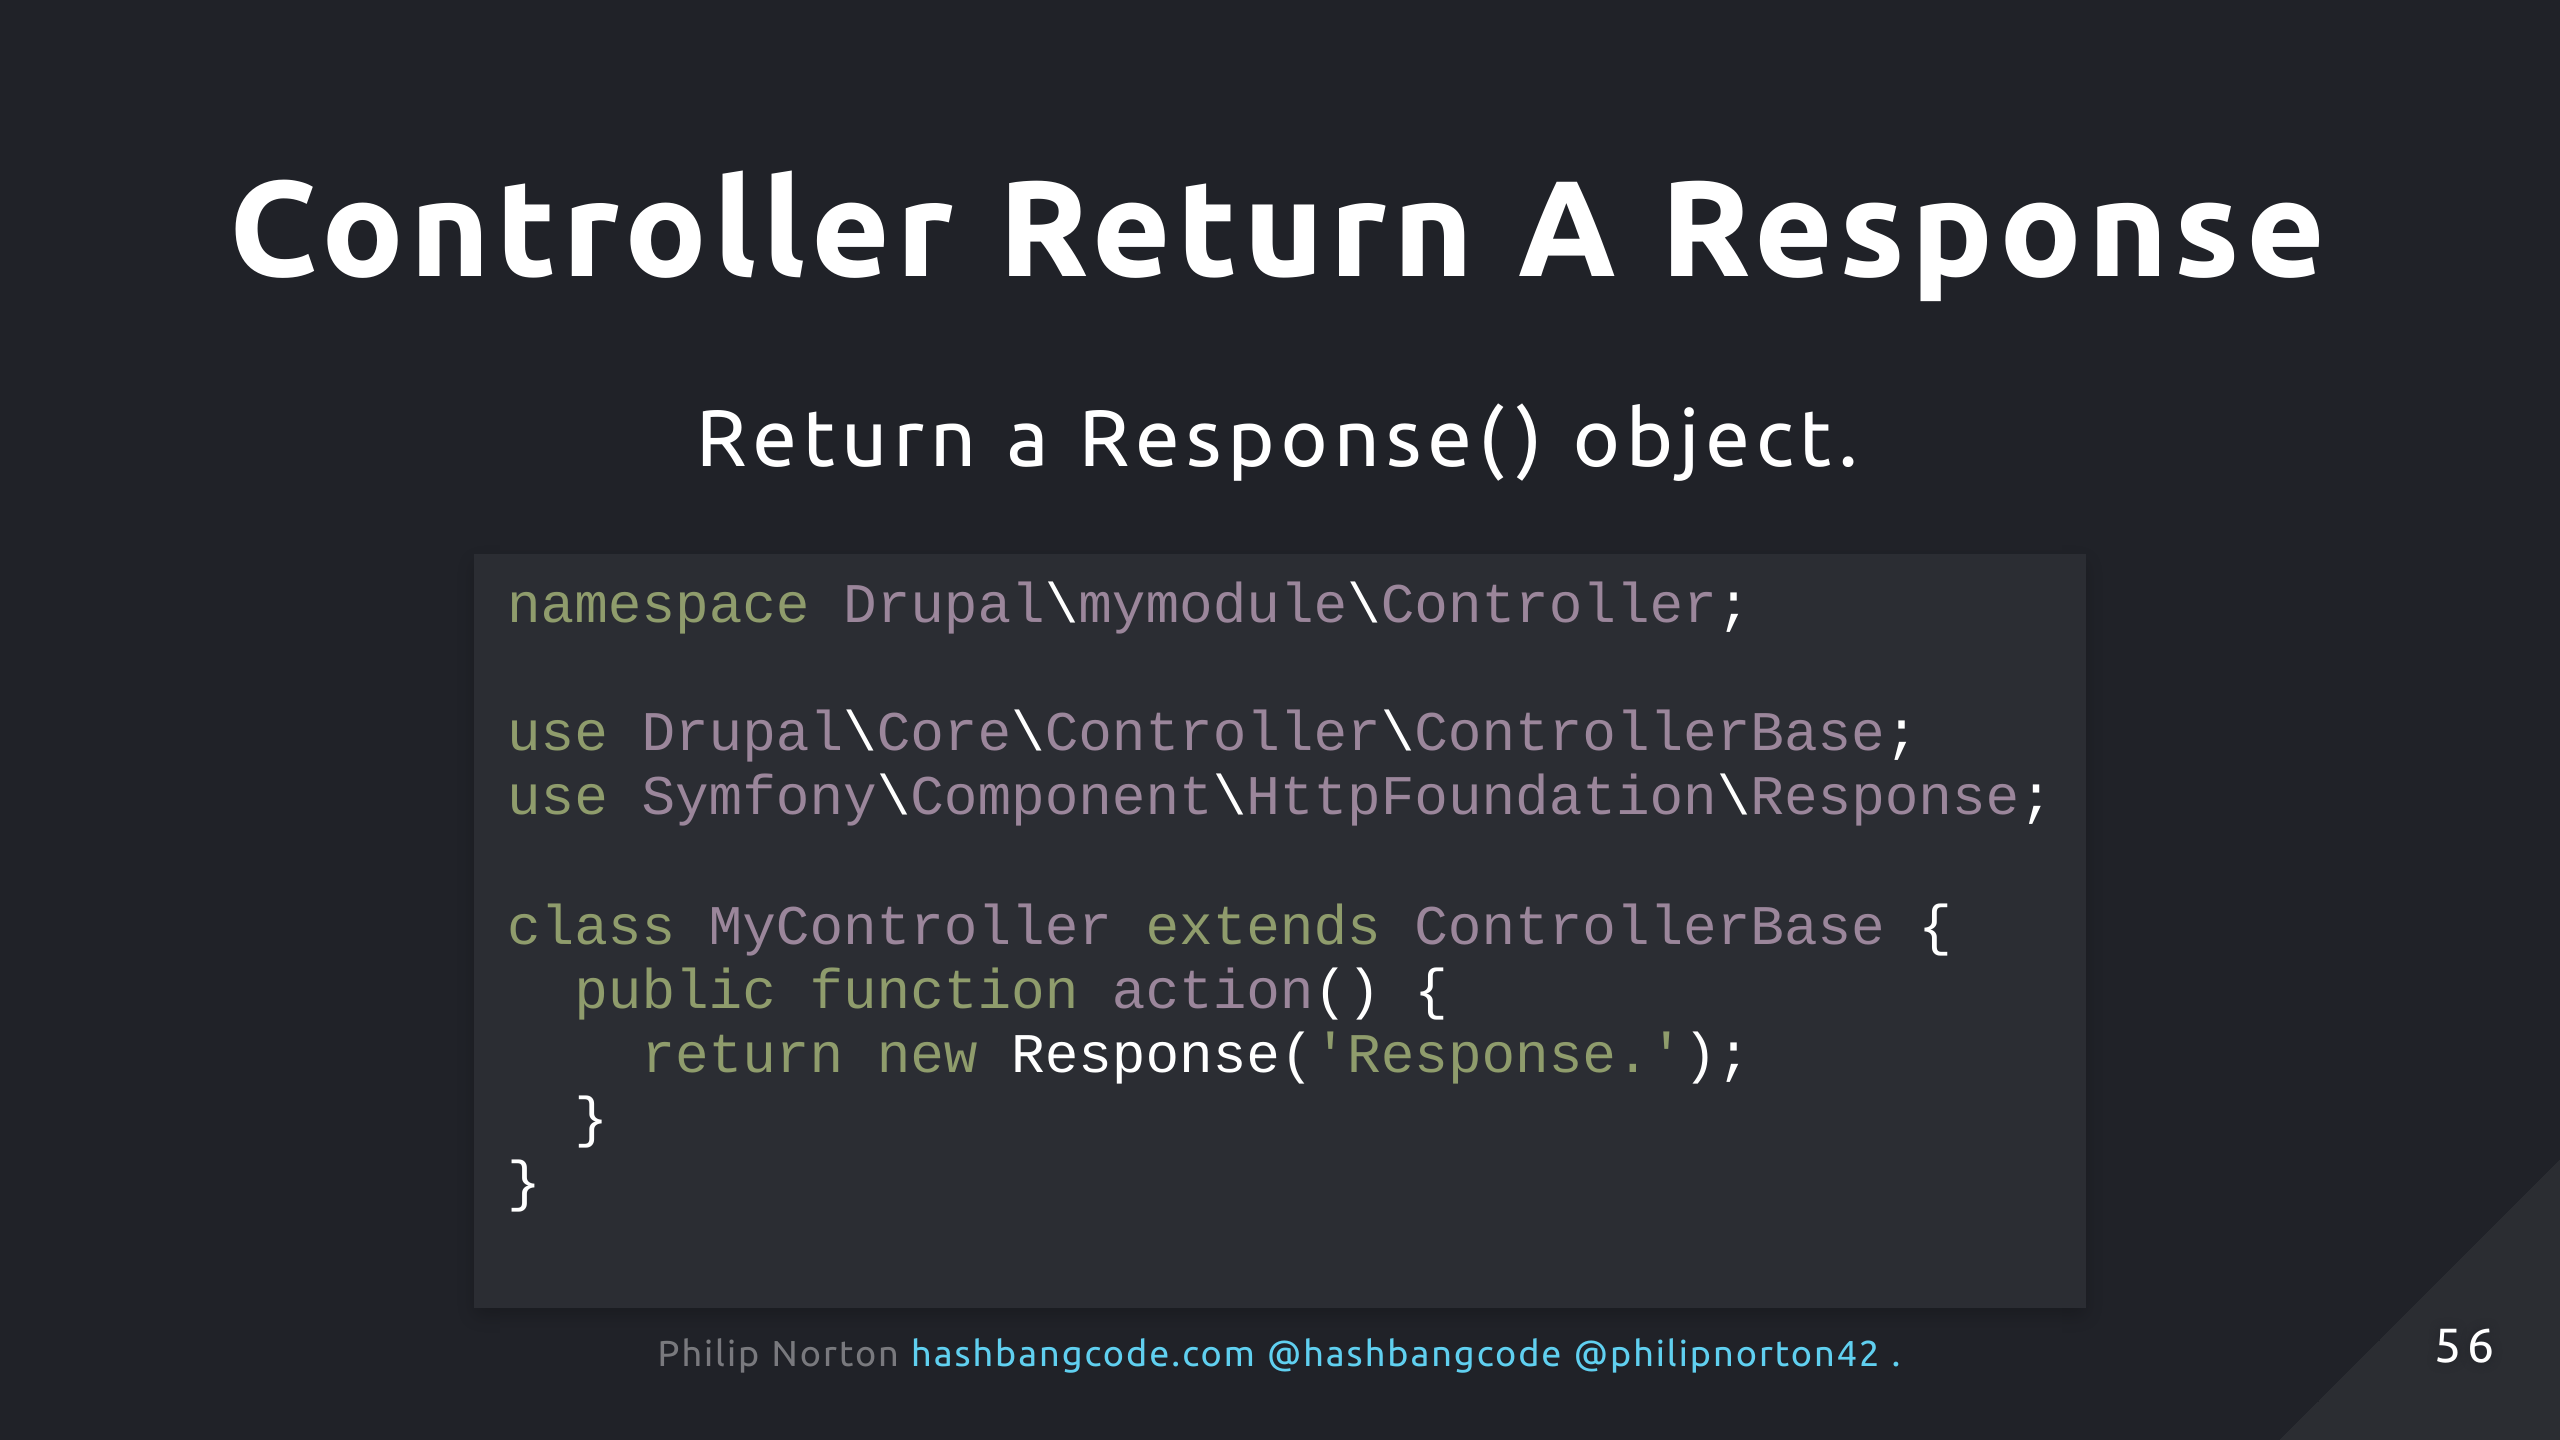 Controller Return A Response
Return a Response() object.
namespace Drupal\mymodule\Controller;
use Drupal\Core\Controller\ControllerBase;
use Symfony\Component\HttpFoundation\Response;
class MyController extends ControllerBase {
  public function action() {
    return new Response('Response.');
  }
}
Philip Norton hashbangcode.com @hashbangcode @philipnorton42 .
56